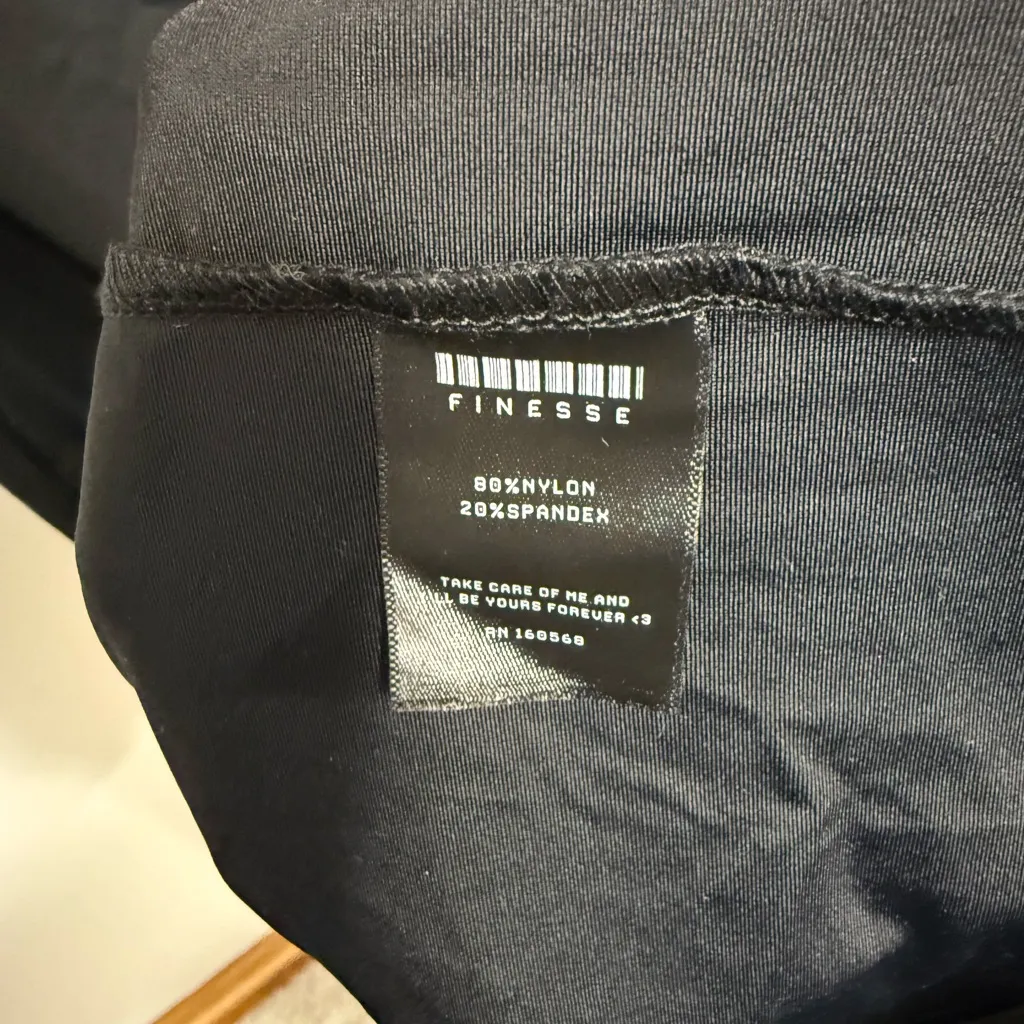 FINESSE
80%NYLON
20%SPANDEX
TAKE CARE OF ME AND
BE YOURS FOREVER <3
RN 160568